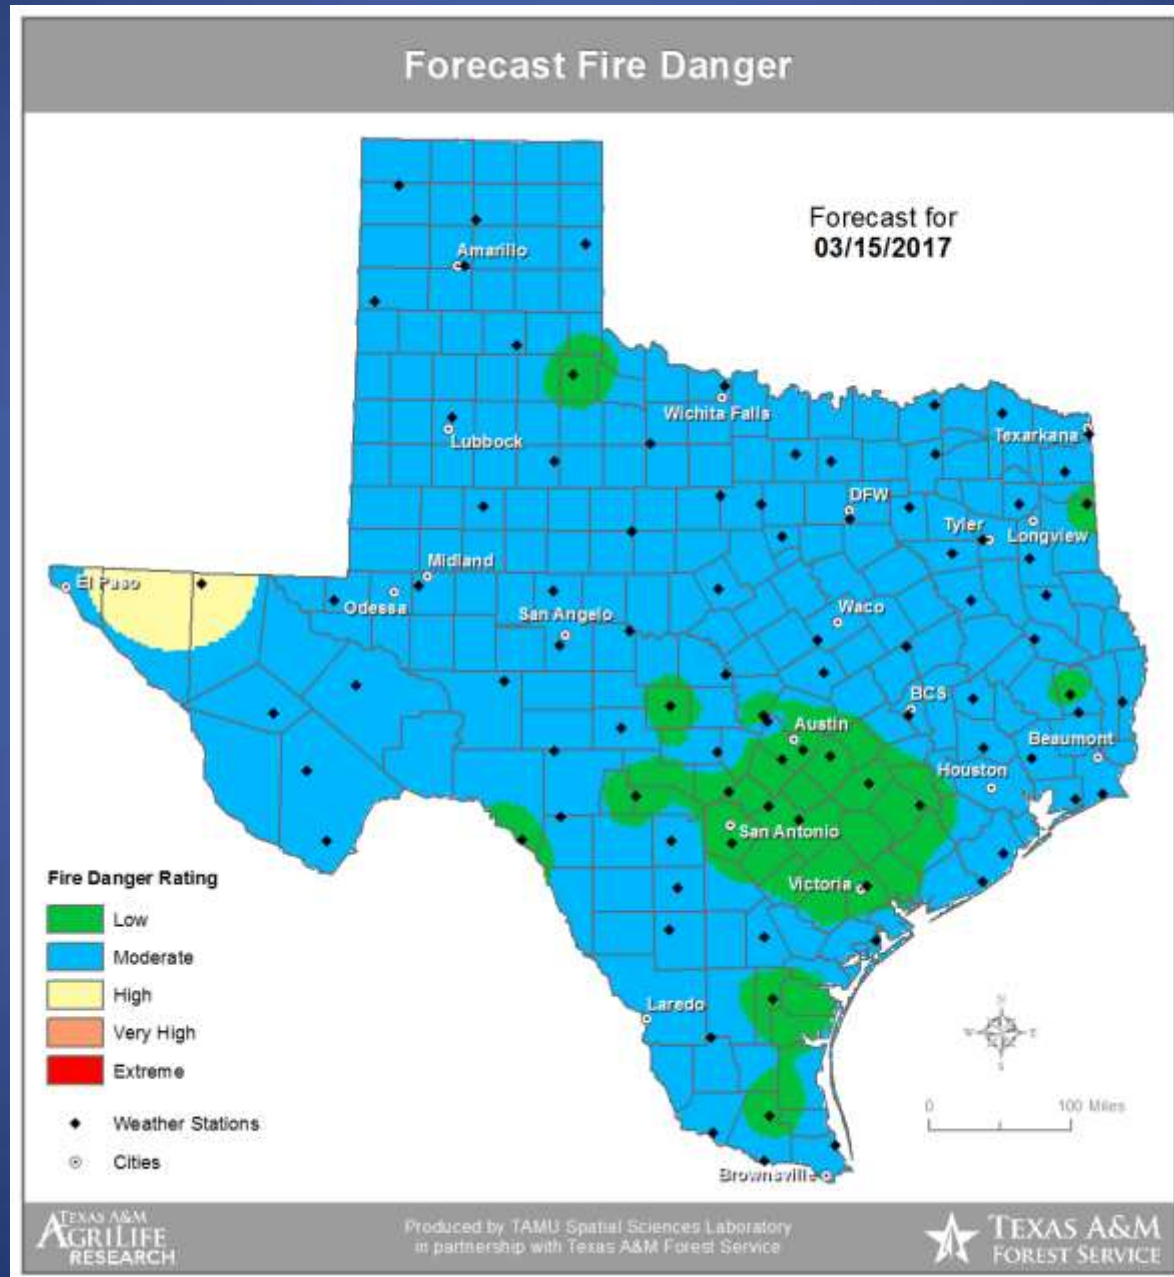 Forecast Fire Danger
Forecast for
03/15/2017
Amarillo
Wichita Falls
Lubbock
Texarkana
DFW
Tyler
Longview
Midland
El Paso
Odessa
San Angelo
Waco
BCS
Austin
Beaumont
Houston
San Antonio
Victoria
Fire Danger Rating
Low
Moderate
High
Laredo
N
W
E
S
Very High
Extreme
0
100 Miles
Weather Stations
Cities
Brownsville
TEXAS A&M
AGRILIFE
RESEARCH
Produced by TAMU Spatial Sciences Laboratory
in partnership with Texas A&M Forest Service
TEXAS A&M
FOREST SERVICE